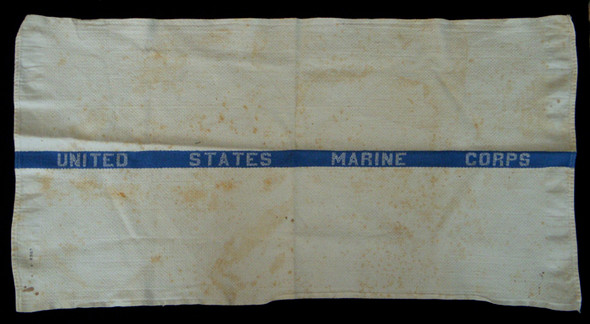 UNITED STATES MARINE CORPS